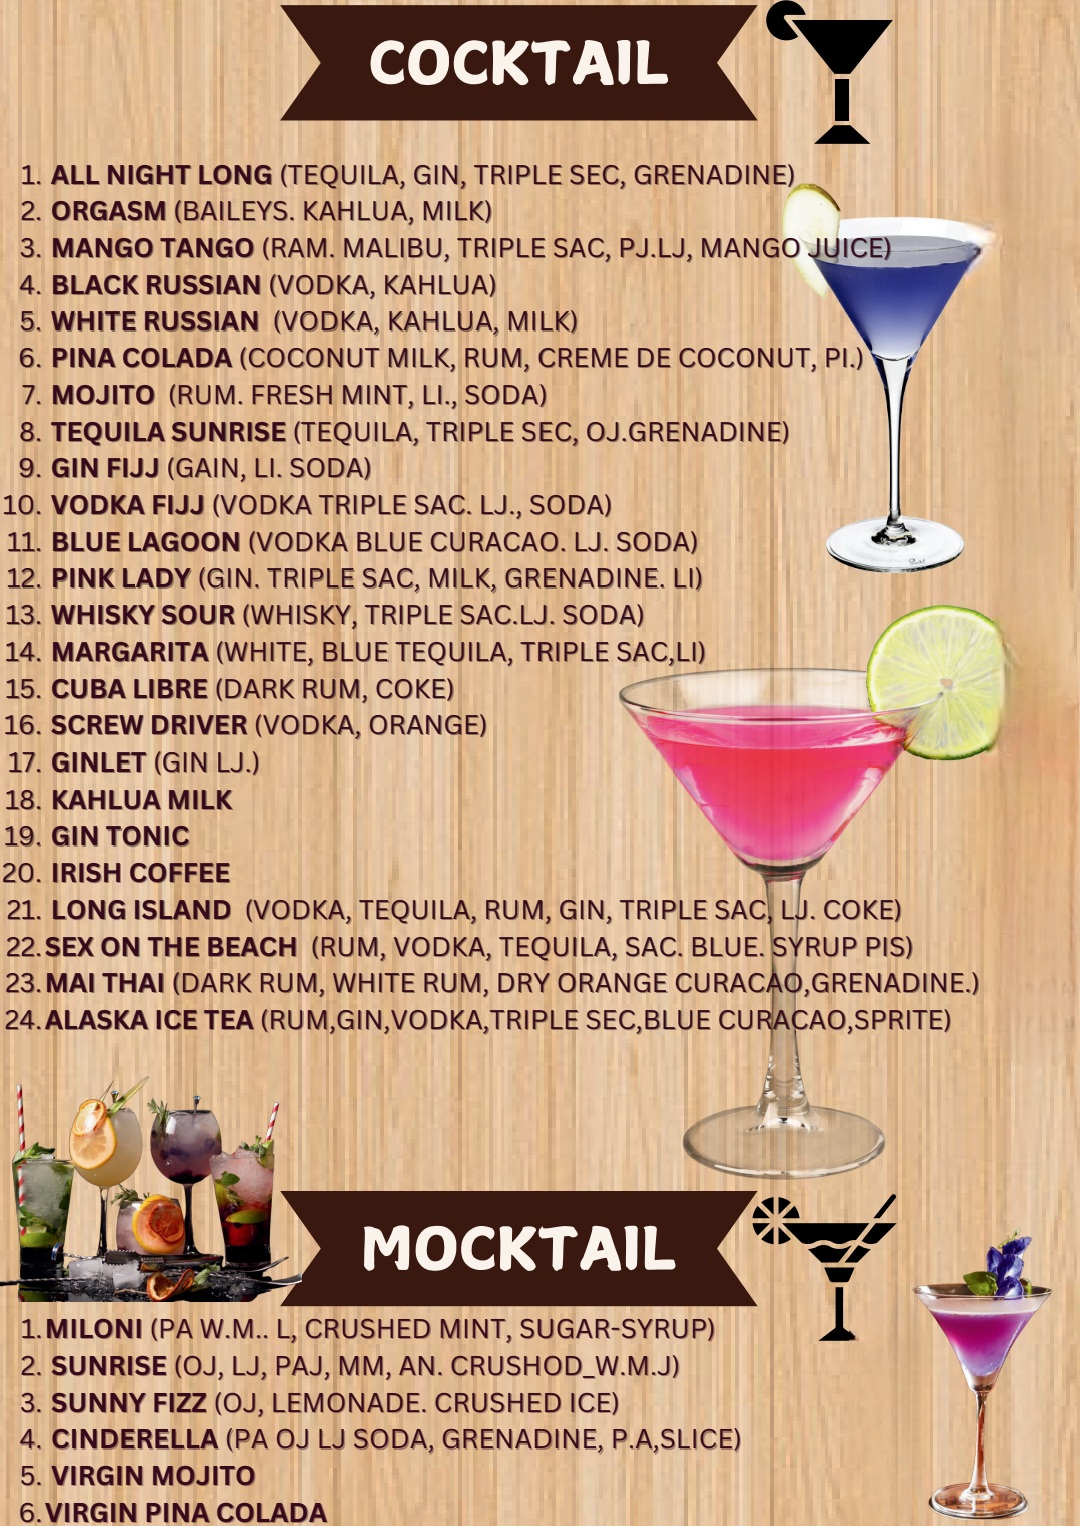 COCKTAIL
1. ALL NIGHT LONG (TEQUILA, GIN, TRIPLE SEC, GRENADINE)
2. ORGASM (BAILEYS. KAHLUA, MILK)
3. MANGO TANGO (RAM. MALIBU, TRIPLE SAC, PJ.LJ, MANGO JUICE)
4. BLACK RUSSIAN (VODKA, KAHLUA)
5. WHITE RUSSIAN (VODKA, KAHLUA, MILK)
6. PINA COLADA (COCONUT MILK, RUM, CREME DE COCONUT, PI.)
7. MOJITO (RUM. FRESH MINT, LI., SODA)
8. TEQUILA SUNRISE (TEQUILA, TRIPLE SEC, OJ.GRENADINE)
9. GIN FIJJ (GAIN, LI. SODA)
10. VODKA FIJJ (VODKA TRIPLE SAC. LJ., SODA)
11. BLUE LAGOON (VODKA BLUE CURACAO. LJ. SODA)
12. PINK LADY (GIN. TRIPLE SAC, MILK, GRENADINE. LI)
13. WHISKY SOUR (WHISKY, TRIPLE SAC.LJ. SODA)
14. MARGARITA (WHITE, BLUE TEQUILA, TRIPLE SAC,LI)
15. CUBA LIBRE (DARK RUM, COKE)
16. SCREW DRIVER (VODKA, ORANGE)
17. GINLET (GIN LJ.)
18. KAHLUA MILK
19. GIN TONIC
20. IRISH COFFEE
21. LONG ISLAND (VODKA, TEQUILA, RUM, GIN, TRIPLE SAC, LJ. COKE)
22. SEX ON THE BEACH (RUM, VODKA, TEQUILA, SAC. BLUE. SYRUP PIS)
23. MAI THAI (DARK RUM, WHITE RUM, DRY ORANGE CURACAO,GRENADINE.)
24. ALASKA ICE TEA (RUM,GIN,VODKA,TRIPLE SEC,BLUE CURACAO,SPRITE)
MOCKTAIL
1. MILONI (PA W.M.. L, CRUSHED MINT, SUGAR-SYRUP)
2. SUNRISE (OJ, LJ, PAJ, MM, AN. CRUSHOD_W.M.J)
3. SUNNY FIZZ (OJ, LEMONADE. CRUSHED ICE)
4. CINDERELLA (PA OJ LJ SODA, GRENADINE, P.A,SLICE)
5. VIRGIN MOJITO
6. VIRGIN PINA COLADA